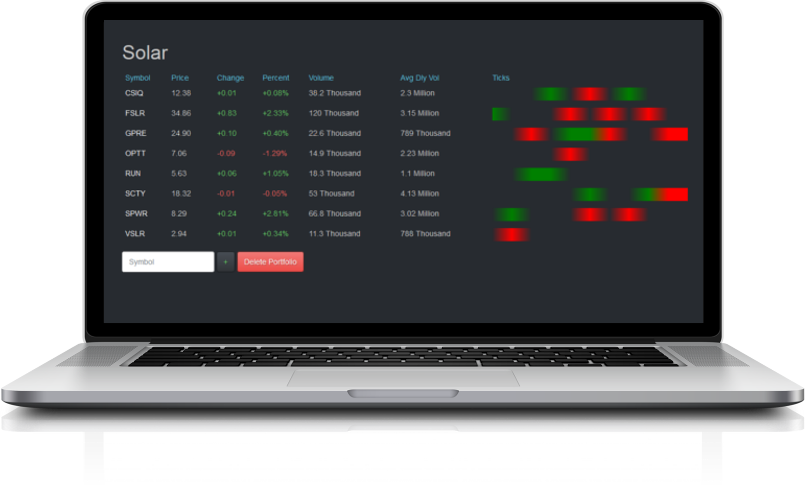 Solar
Symbol Price Change Percent Volume Avg Dly Vol Ticks
CSIQ 12.38 +0.01 +0.08% 38.2 Thousand 2.3 Million
FSLR 34.86 +0.83 +2.33% 120 Thousand 3.15 Million
GPRE 24.90 +0.10 +0.40% 22.6 Thousand 789 Thousand
OPTT 7.06 -0.09 -1.29% 14.9 Thousand 2.23 Million
RUN 5.63 +0.06 +1.05% 18.3 Thousand 1.1 Million
SCTY 18.32 -0.01 -0.05% 53 Thousand 4.13 Million
SPWR 8.29 +0.24 +2.81% 66.8 Thousand 3.02 Million
VSLR 2.94 +0.01 +0.34% 11.3 Thousand 788 Thousand
Symbol + Delete Portfolio